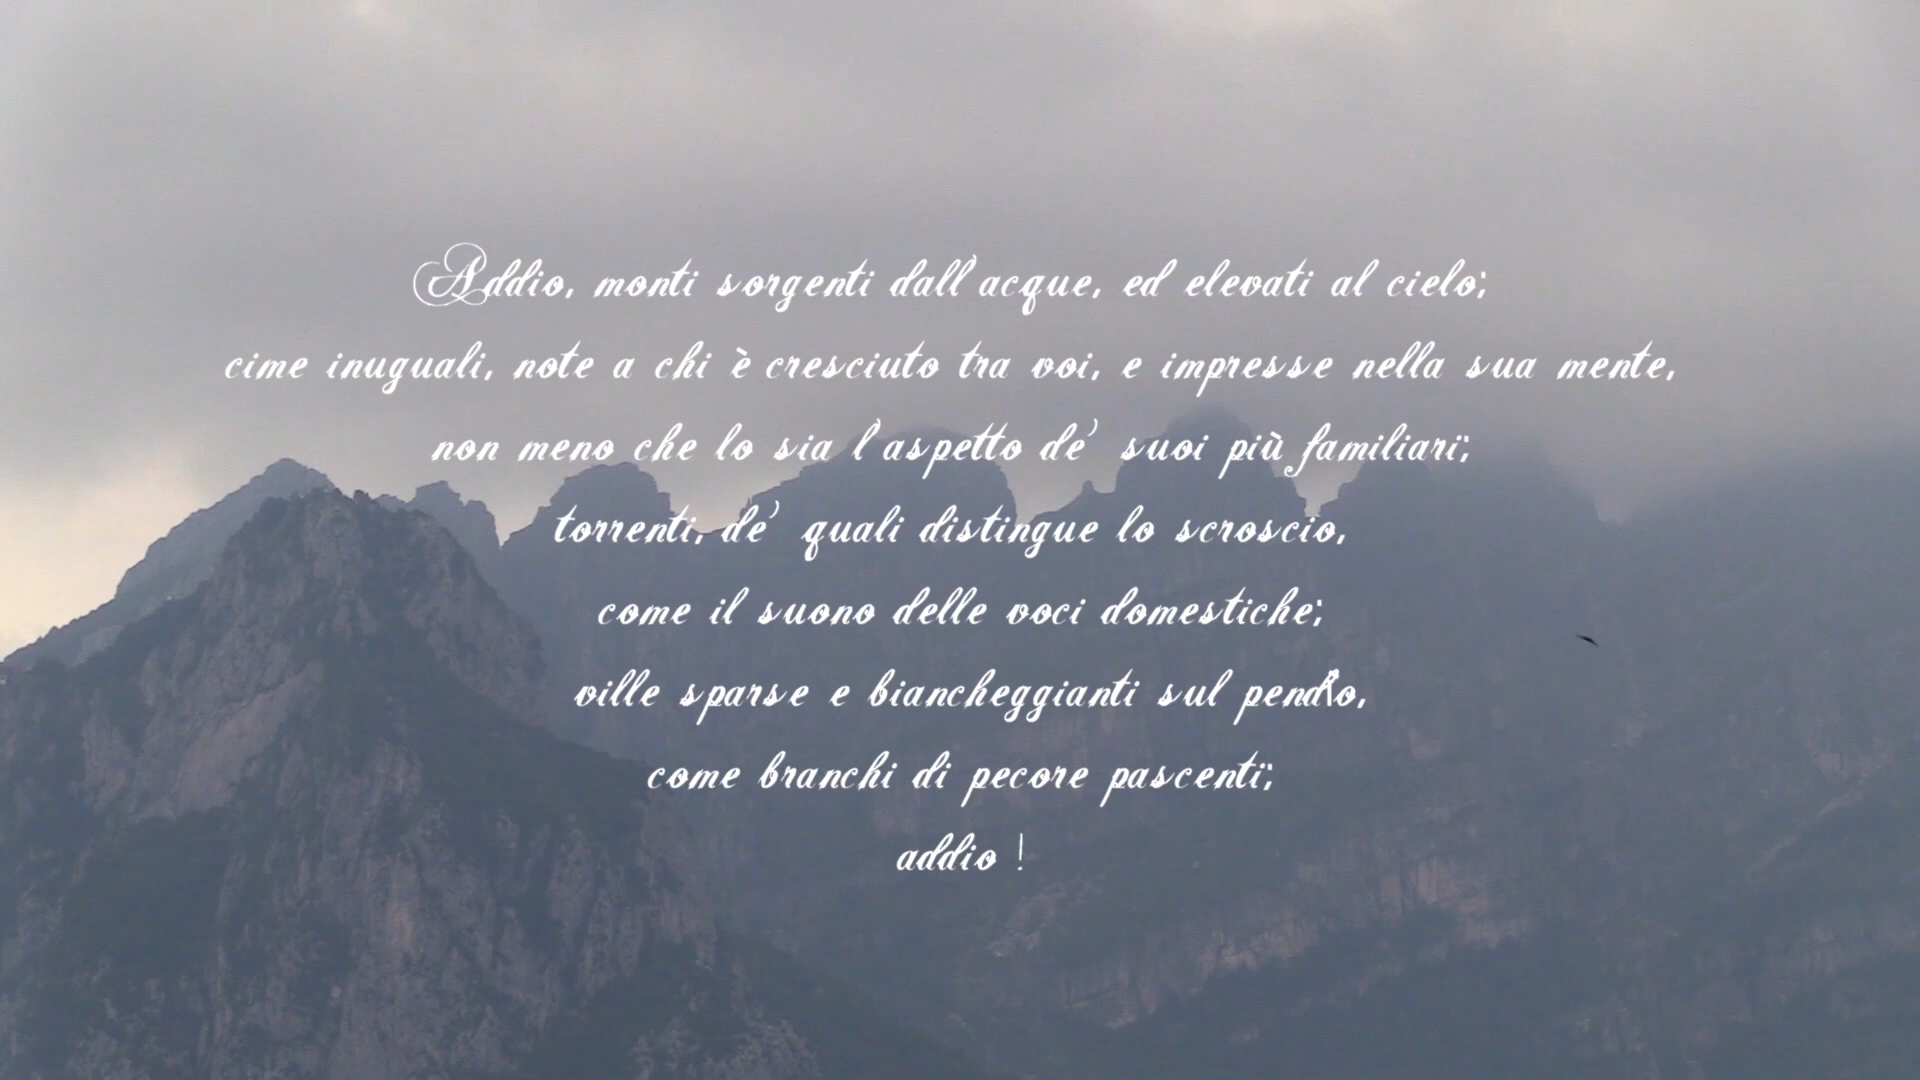 Addio, monti sorgenti dall'acque, ed elevati al cielo;
cime inuguali, note a chi è cresciuto tra voi, e impresse nella sua mente,
non meno che lo sia l'aspetto de' suoi più familiari;
torrenti, de' quali distingue lo scroscio,
come il suono delle voci domestiche;
ville sparse e biancheggianti sul pendìo,
come branchi di pecore pascenti;
addio !